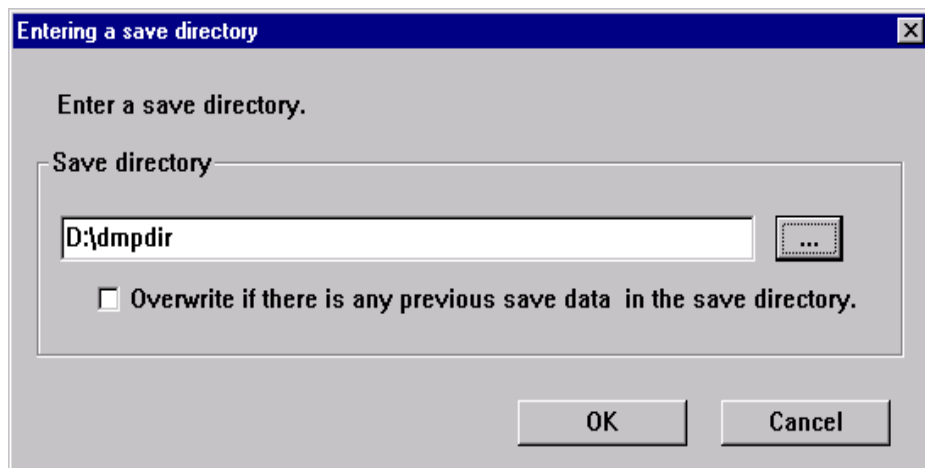 Entering a save directory
Enter a save directory.
Save directory
D:\dmpdir
...
Overwrite if there is any previous save data  in the save directory.
OK
Cancel